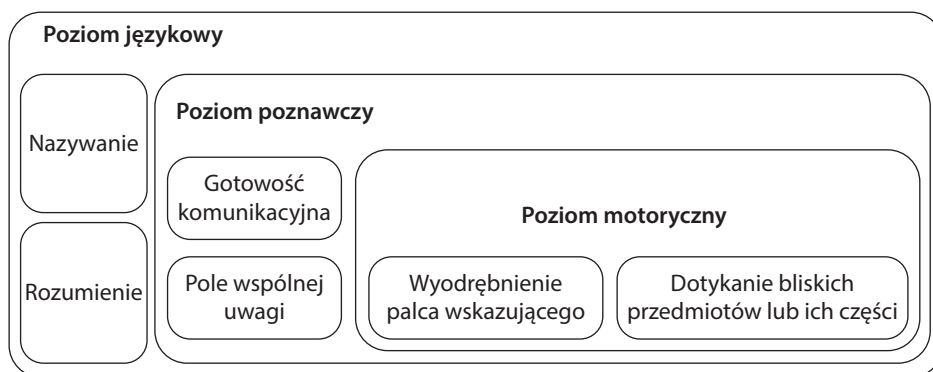 Poziom językowy
Nazywanie
Rozumienie
Poziom poznawczy
Gotowość
komunikacyjna
Pole wspólnej
uwagi
Poziom motoryczny
Wyodrębnienie
palca wskazującego
Dotykanie bliskich
przedmiotów lub ich części